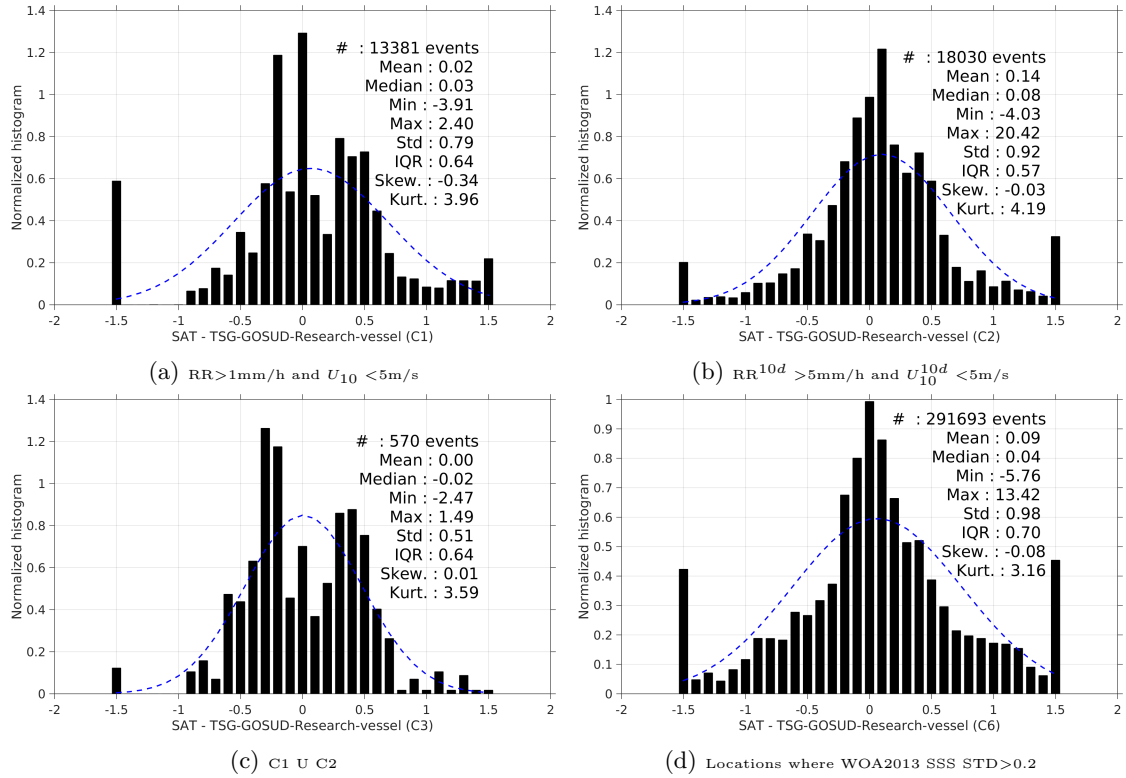 1.4
1.2
1
0.8
0.6
0.4
0.2
0
Normalized histogram
# : 13381 events
Mean : 0.02
Median : 0.03
Min : -3.91
Max : 2.40
Std : 0.79
IQR : 0.64
Skew. : -0.34
Kurt. : 3.96
-2 -1.5 -1 -0.5 0 0.5 1 1.5 2
SAT - TSG-GOSUD-Research-vessel (C1)
(a) RR>1mm/h and U10 <5m/s
1.4
1.2
1
0.8
0.6
0.4
0.2
0
Normalized histogram
# : 18030 events
Mean : 0.14
Median : 0.08
Min : -4.03
Max : 20.42
Std : 0.92
IQR : 0.57
Skew. : -0.03
Kurt. : 4.19
-2 -1.5 -1 -0.5 0 0.5 1 1.5 2
SAT - TSG-GOSUD-Research-vessel (C2)
(b) RR^10d >5mm/h and U10^10d <5m/s
1.4
1.2
1
0.8
0.6
0.4
0.2
0
Normalized histogram
# : 570 events
Mean : 0.00
Median : -0.02
Min : -2.47
Max : 1.49
Std : 0.51
IQR : 0.64
Skew. : 0.01
Kurt. : 3.59
-2 -1.5 -1 -0.5 0 0.5 1 1.5 2
SAT - TSG-GOSUD-Research-vessel (C3)
(c) C1 U C2
1
0.9
0.8
0.7
0.6
0.5
0.4
0.3
0.2
0.1
0
Normalized histogram
# : 291693 events
Mean : 0.09
Median : 0.04
Min : -5.76
Max : 13.42
Std : 0.98
IQR : 0.70
Skew. : -0.08
Kurt. : 3.16
-2 -1.5 -1 -0.5 0 0.5 1 1.5 2
SAT - TSG-GOSUD-Research-vessel (C6)
(d) Locations where WOA2013 SSS STD>0.2